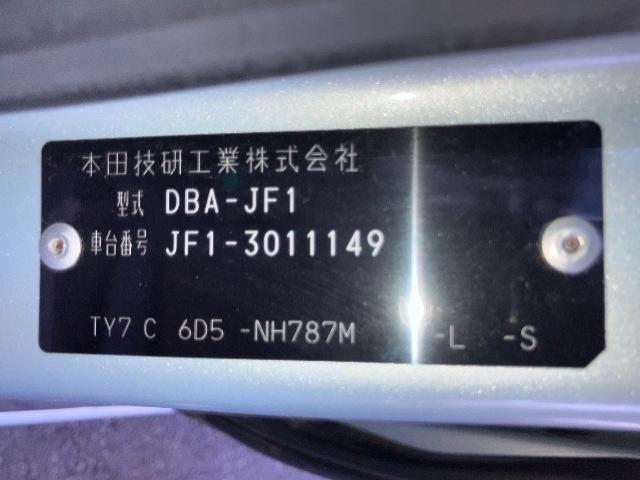 本田技研工業株式会社
型式 DBA-JF1
車台番号 JF1-3011149
TY7 C 6D5 -NH787M -L -S